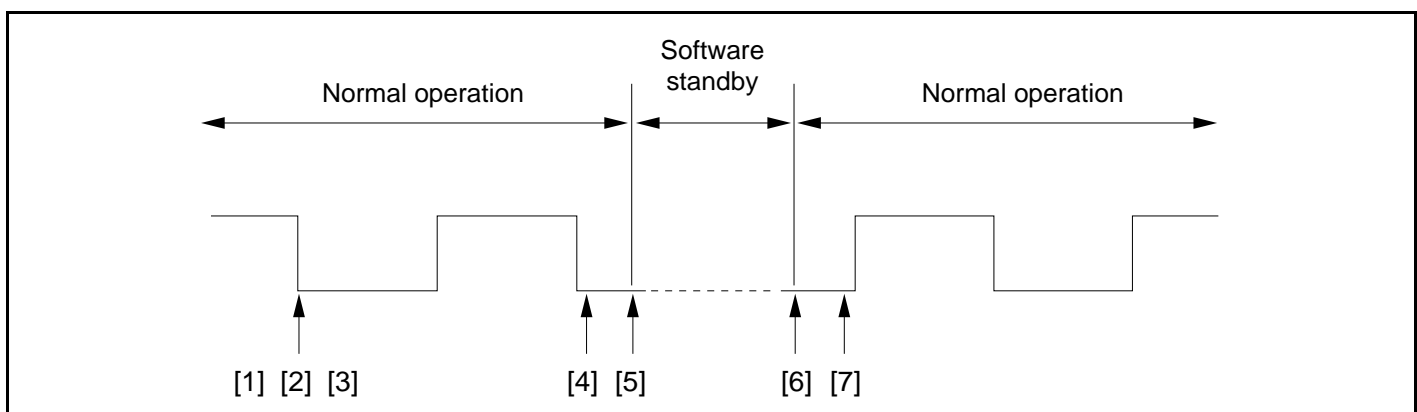 Software
standby
Normal operation
Normal operation
[1] [2] [3]
[4] [5]
[6] [7]